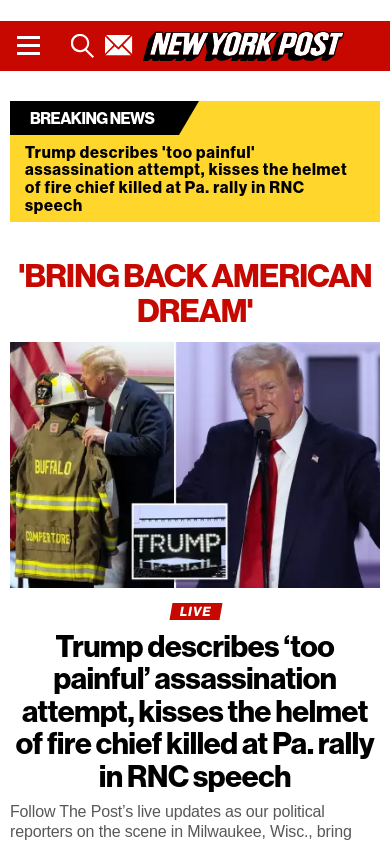 NEW YORK POST
BREAKING NEWS
Trump describes 'too painful'
assassination attempt, kisses the helmet
of fire chief killed at Pa. rally in RNC
speech
'BRING BACK AMERICAN
DREAM'
BUFFALO
COMPERTORE
TRUMP
LIVE
Trump describes ‘too
painful’ assassination
attempt, kisses the helmet
of fire chief killed at Pa. rally
in RNC speech
Follow The Post’s live updates as our political
reporters on the scene in Milwaukee, Wisc., bring